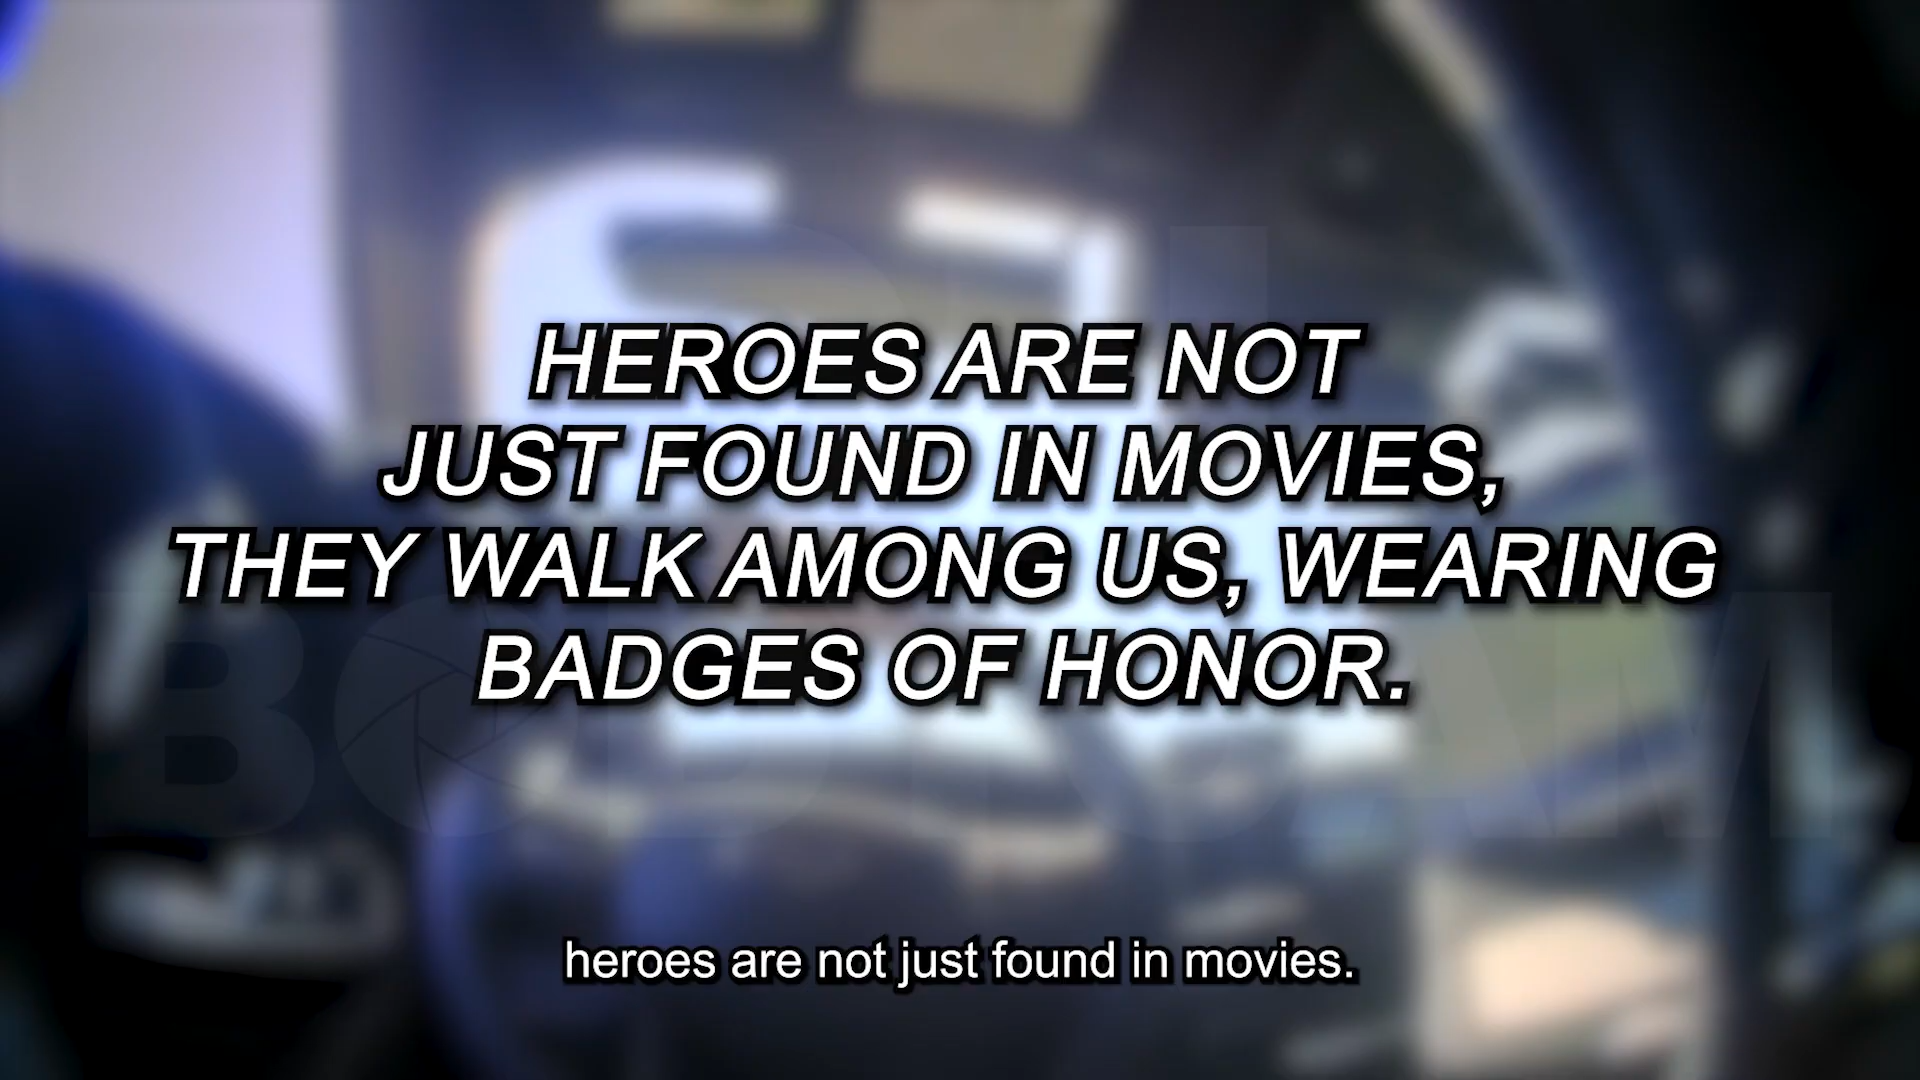 HEROES ARE NOT
JUST FOUND IN MOVIES,
THEY WALK AMONG US, WEARING
BADGES OF HONOR.
BODYCAM
heroes are not just found in movies.